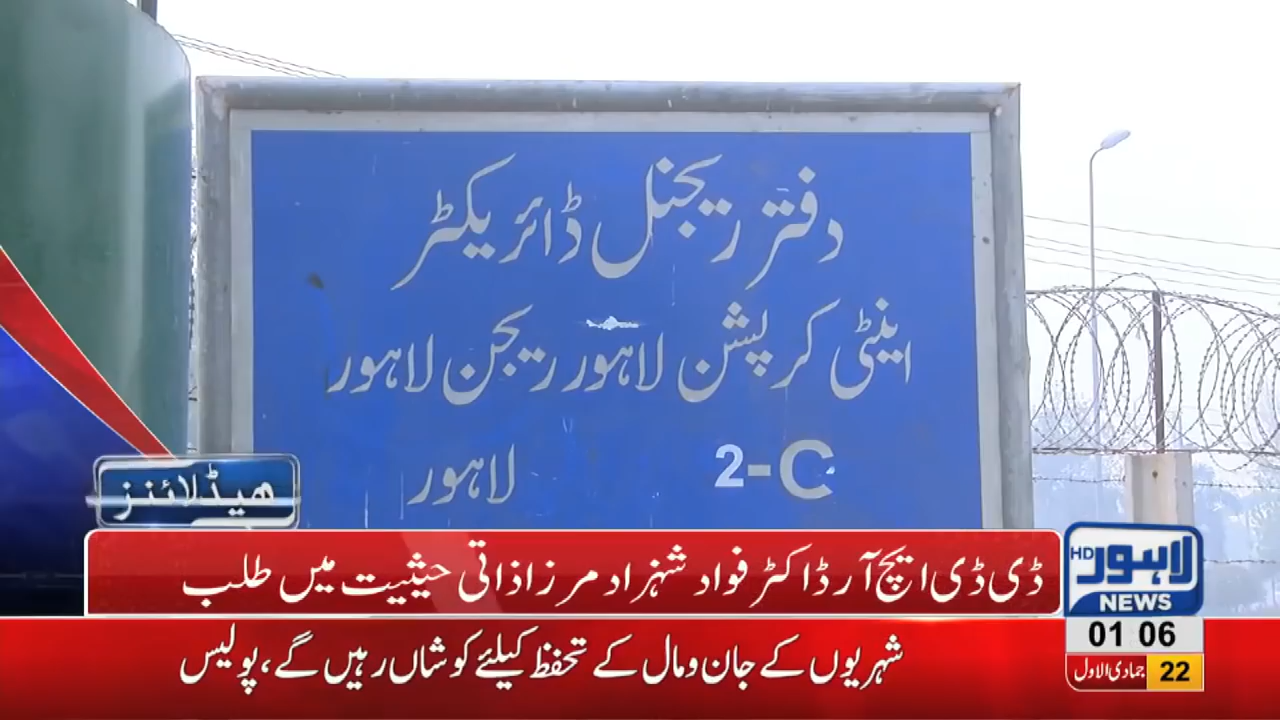 دفتر ریجنل ڈائریکٹر
اینٹی کرپشن لاہور ریجن لاہور
2-C لاہور
ھیڈلائنز
ڈی ڈی ایچ آر ڈاکٹر فواد شہزاد مرزا ذاتی حیثیت میں طلب
HD لاہور
NEWS
01 06
22 جمادی الاول
شہریوں کے جان و مال کے تحفظ کیلئے کوشاں رہیں گے، پولیس